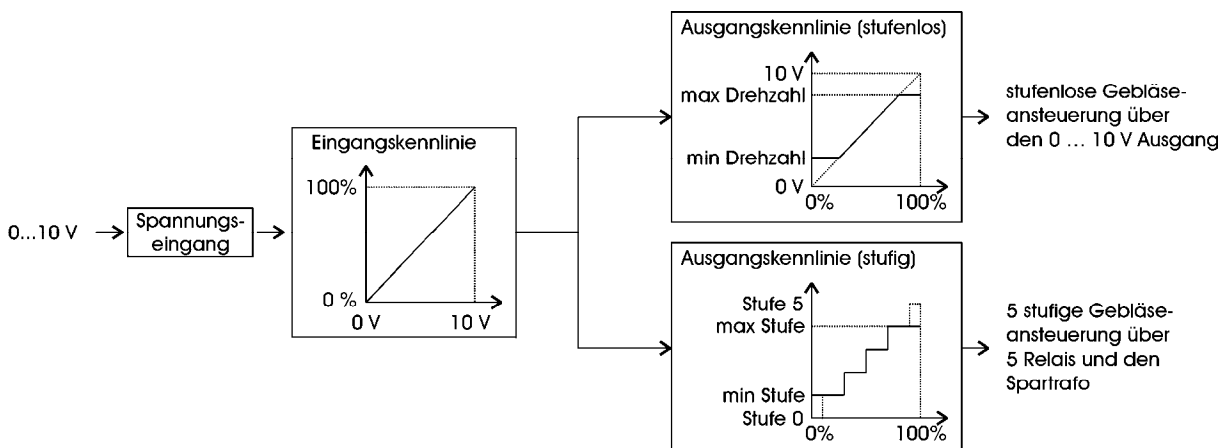 0...10 V
Spannungs-
eingang
Eingangskennlinie
100%
0 %
0 V
10 V
Ausgangskennlinie (stufenlos)
10 V
max Drehzahl
min Drehzahl
0 V
0%
100%
stufenlose Gebläse-
ansteuerung über
den 0 ... 10 V Ausgang
Ausgangskennlinie (stufig)
Stufe 5
max Stufe
min Stufe
Stufe 0
0%
100%
5 stufige Gebläse-
ansteuerung über
5 Relais und den
Spartrafo